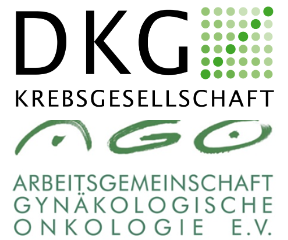 DKG
KREBSGESELLSCHAFT
AGO
ARBEITSGEMEINSCHAFT
GYNÄKOLOGISCHE
ONKOLOGIE E.V.